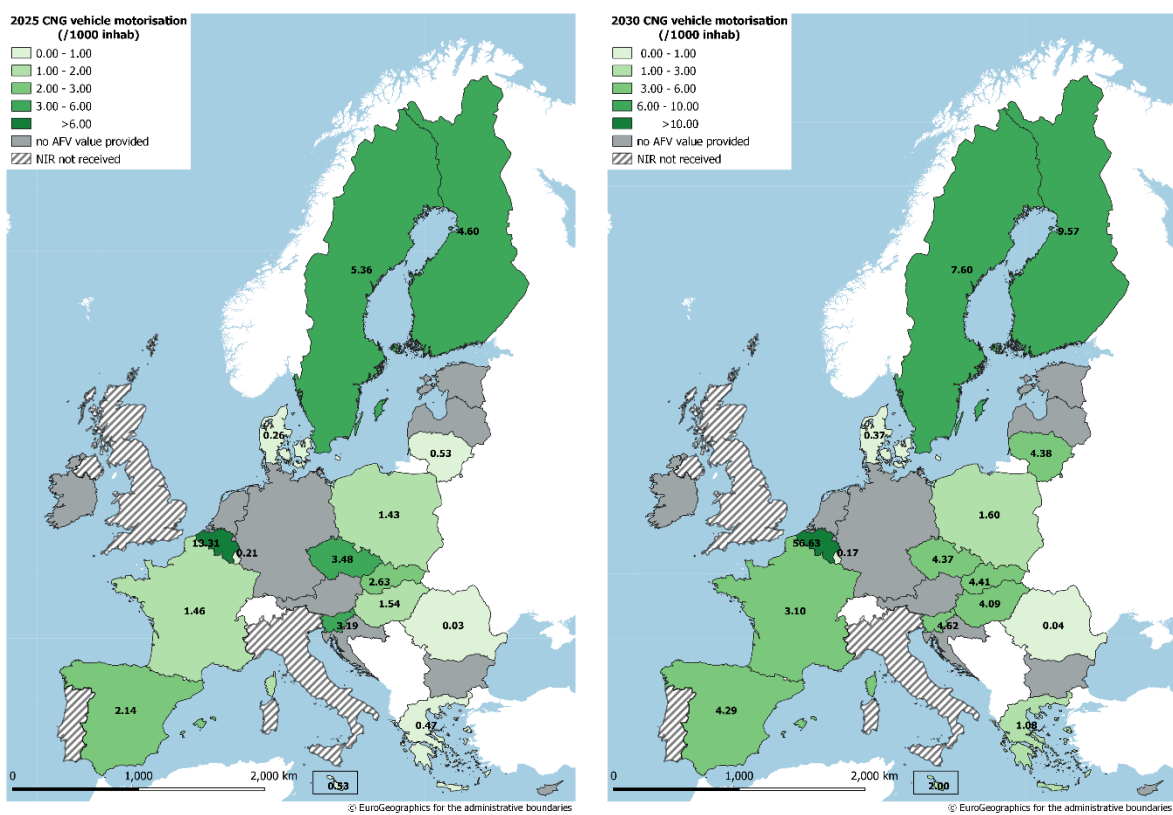 2025 CNG vehicle motorisation
(/1000 inhab)
0.00 - 1.00
1.00 - 2.00
2.00 - 3.00
3.00 - 6.00
>6.00
no AFV value provided
NIR not received
4.60
5.36
0.26
0.53
1.43
13.31
0.21
3.48
2.63
1.46
1.54
3.19
0.03
2.14
0.47
0
1,000
2,000 km
0.53
© EuroGeographics for the administrative boundaries
2030 CNG vehicle motorisation
(/1000 inhab)
0.00 - 1.00
1.00 - 3.00
3.00 - 6.00
6.00 - 10.00
>10.00
no AFV value provided
NIR not received
9.57
7.60
0.37
4.38
1.60
56.63
0.17
4.37
4.41
3.10
4.09
4.62
0.04
4.29
1.08
0
1,000
2,000 km
2.00
© EuroGeographics for the administrative boundaries